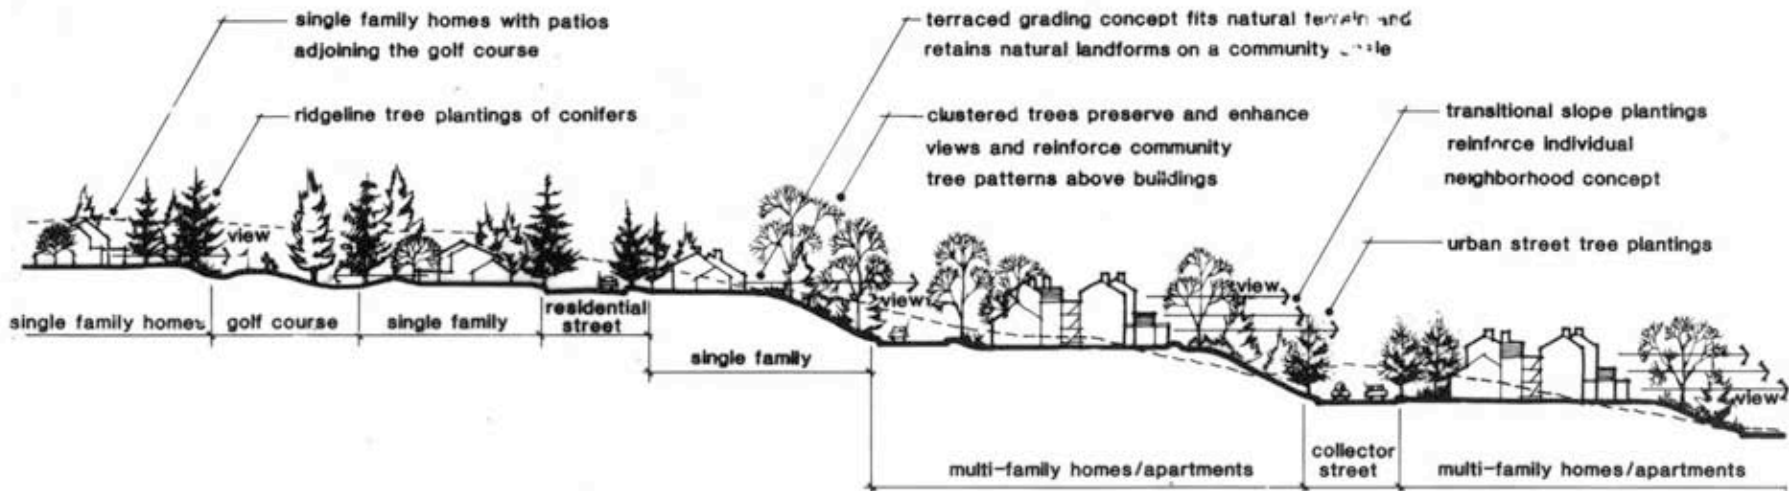 single family homes with patios
adjoining the golf course
ridgeline tree plantings of conifers
terraced grading concept fits natural terrain and
retains natural landforms on a community
clustered trees preserve and enhance
views and reinforce community
tree patterns above buildings
transitional slope plantings
reinforce individual
neighborhood concept
urban street tree plantings
view
view
view
view
single family homes
golf course
single family
residential
street
single family
multi-family homes/apartments
collector
street
multi-family homes/apartments